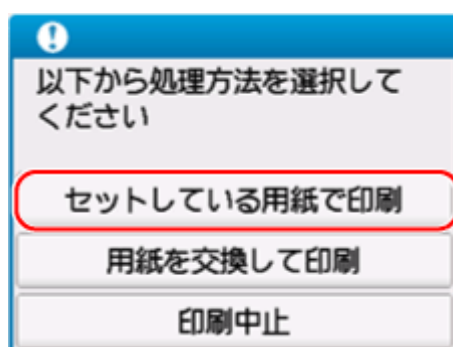 以下から処理方法を選択して
ください
セットしている用紙で印刷
用紙を交換して印刷
印刷中止